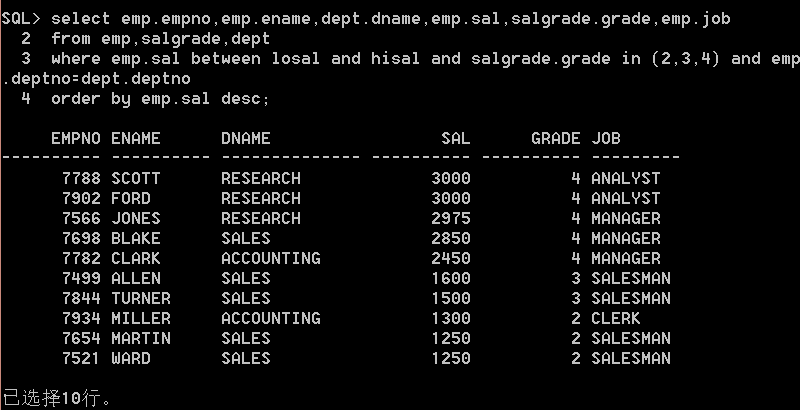 SQL> select emp.empno,emp.ename,dept.dname,emp.sal,salgrade.grade,emp.job
  2  from emp,salgrade,dept
  3  where emp.sal between losal and hisal and salgrade.grade in (2,3,4) and emp
.deptno=dept.deptno
  4  order by emp.sal desc;
     EMPNO ENAME      DNAME                 SAL      GRADE JOB
---------- ---------- -------------- ---------- ---------- ---------
      7788 SCOTT      RESEARCH             3000          4 ANALYST
      7902 FORD       RESEARCH             3000          4 ANALYST
      7566 JONES      RESEARCH             2975          4 MANAGER
      7698 BLAKE      SALES                2850          4 MANAGER
      7782 CLARK      ACCOUNTING           2450          4 MANAGER
      7499 ALLEN      SALES                1600          3 SALESMAN
      7844 TURNER     SALES                1500          3 SALESMAN
      7934 MILLER     ACCOUNTING           1300          2 CLERK
      7654 MARTIN     SALES                1250          2 SALESMAN
      7521 WARD       SALES                1250          2 SALESMAN
已选择10行。